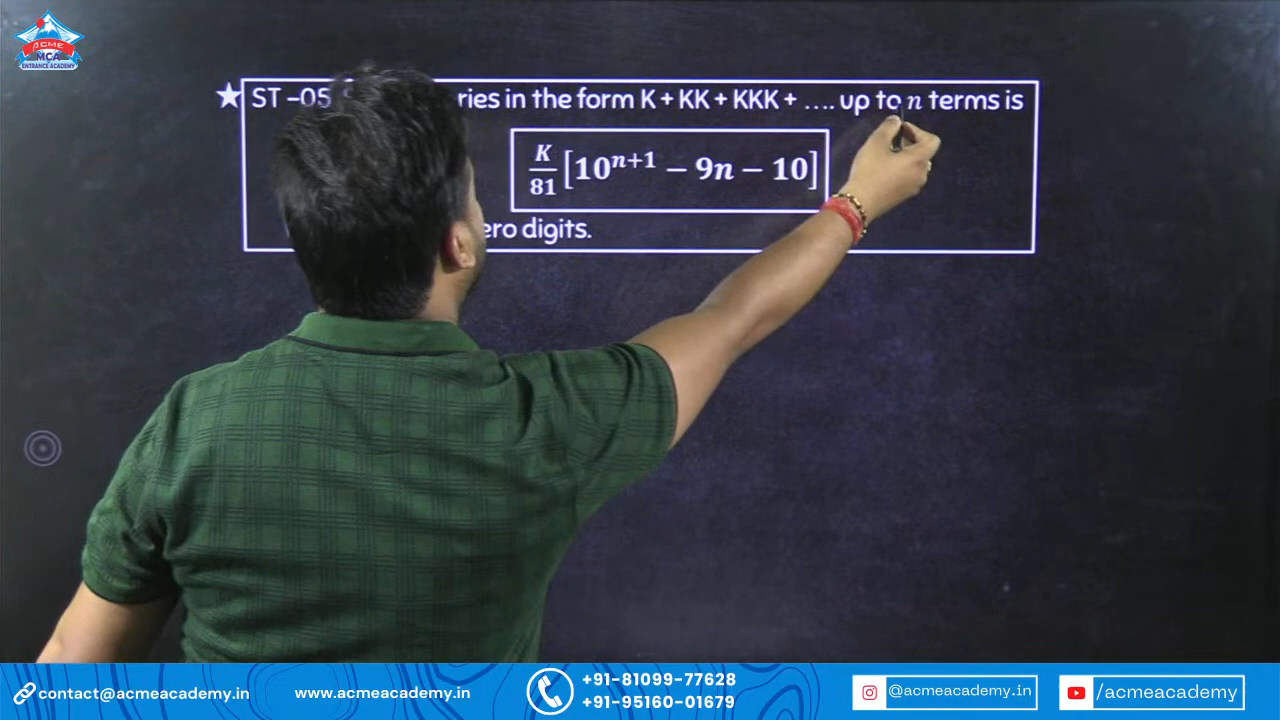 ACME
MCA
ENTRANCE ACADEMY
★ ST –05 ries in the form K + KK + KKK + .... up to n terms is
K/81 [10^{n+1} − 9n − 10]
ero digits.
contact@acmeacademy.in
www.acmeacademy.in
+91-81099-77628
+91-95160-01679
@acmeacademy.in
/acmeacademy